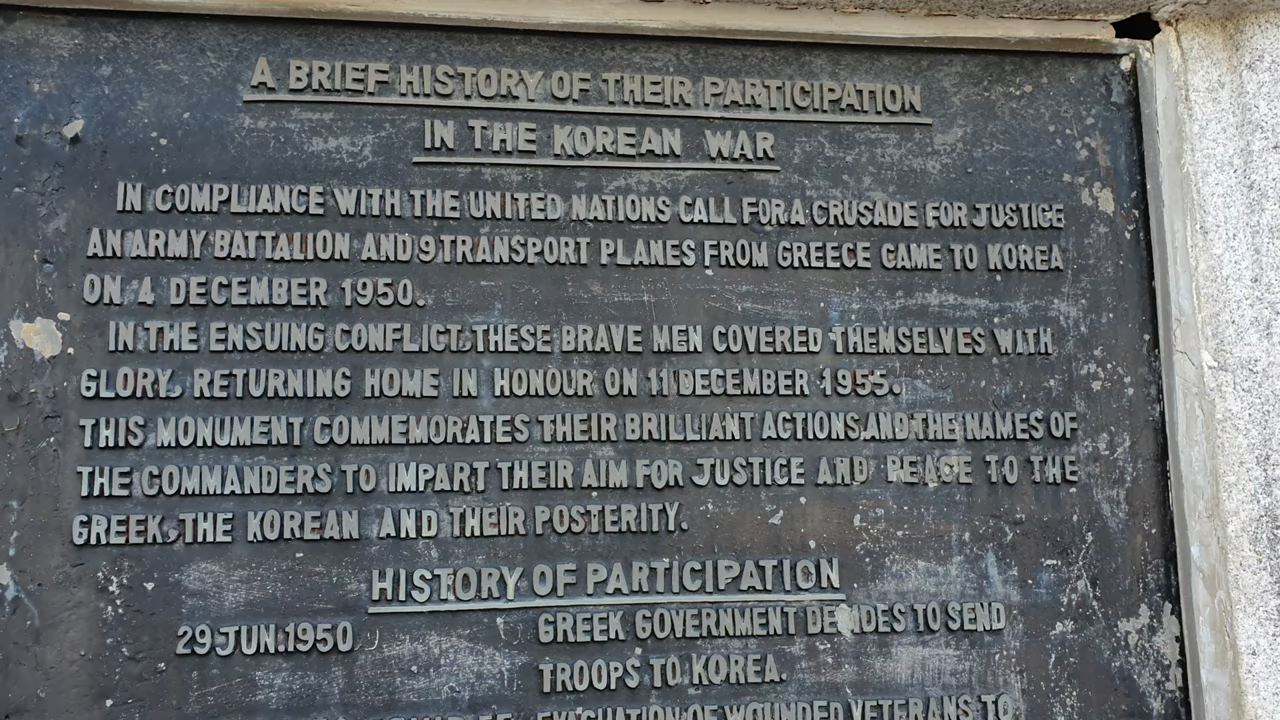 A BRIEF HISTORY OF THEIR PARTICIPATION
IN THE KOREAN WAR
IN COMPLIANCE WITH THE UNITED NATIONS CALL FOR A CRUSADE FOR JUSTICE
AN ARMY BATTALION AND 9 TRANSPORT PLANES FROM GREECE CAME TO KOREA
ON 4 DECEMBER 1950.
IN THE ENSUING CONFLICT, THESE BRAVE MEN COVERED THEMSELVES WITH
GLORY, RETURNING HOME IN HONOUR ON 11 DECEMBER 1955.
THIS MONUMENT COMMEMORATES THEIR BRILLIANT ACTIONS, AND THE NAMES OF
THE COMMANDERS TO IMPART THEIR AIM FOR JUSTICE AND PEACE TO THE
GREEK, THE KOREAN AND THEIR POSTERITY.
HISTORY OF PARTICIPATION
29 JUN. 1950 GREEK GOVERNMENT DECIDES TO SEND
TROOPS TO KOREA.
EVACUATION OF WOUNDED VETERANS TO